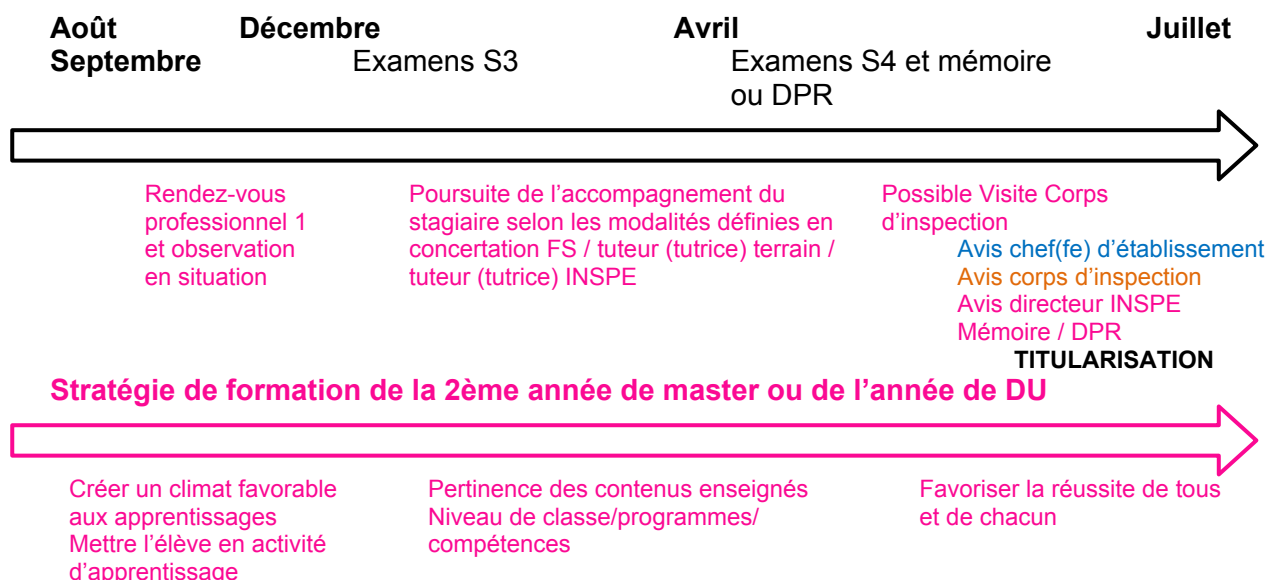 Août Décembre Avril Juillet
Septembre Examens S3 Examens S4 et mémoire
ou DPR
Rendez-vous
professionnel 1
et observation
en situation
Poursuite de l’accompagnement du
stagiaire selon les modalités définies en
concertation FS / tuteur (tutrice) terrain /
tuteur (tutrice) INSPE
Possible Visite Corps
d’inspection
Avis chef(fe) d’établissement
Avis corps d’inspection
Avis directeur INSPE
Mémoire / DPR
TITULARISATION
Stratégie de formation de la 2ème année de master ou de l’année de DU
Créer un climat favorable
aux apprentissages
Mettre l’élève en activité
d’apprentissage
Pertinence des contenus enseignés
Niveau de classe/programmes/
compétences
Favoriser la réussite de tous
et de chacun